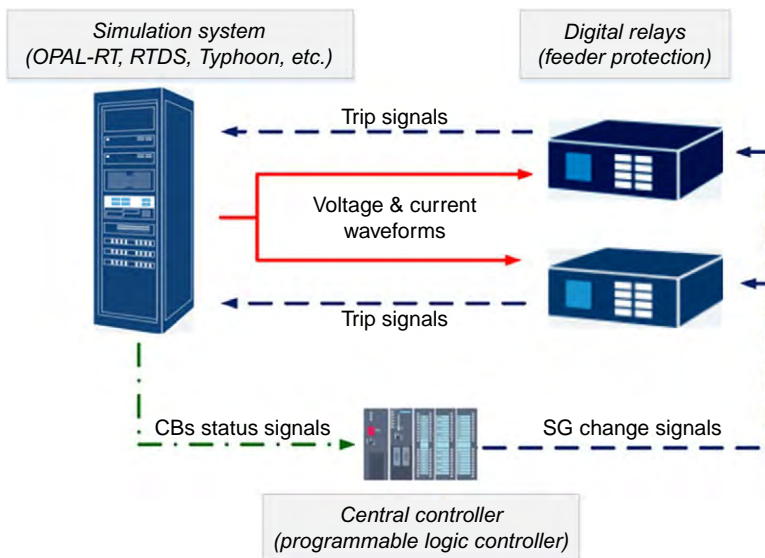 Simulation system
(OPAL-RT, RTDS, Typhoon, etc.)
Digital relays
(feeder protection)
Trip signals
Voltage & current
waveforms
Trip signals
CBs status signals
SG change signals
Central controller
(programmable logic controller)